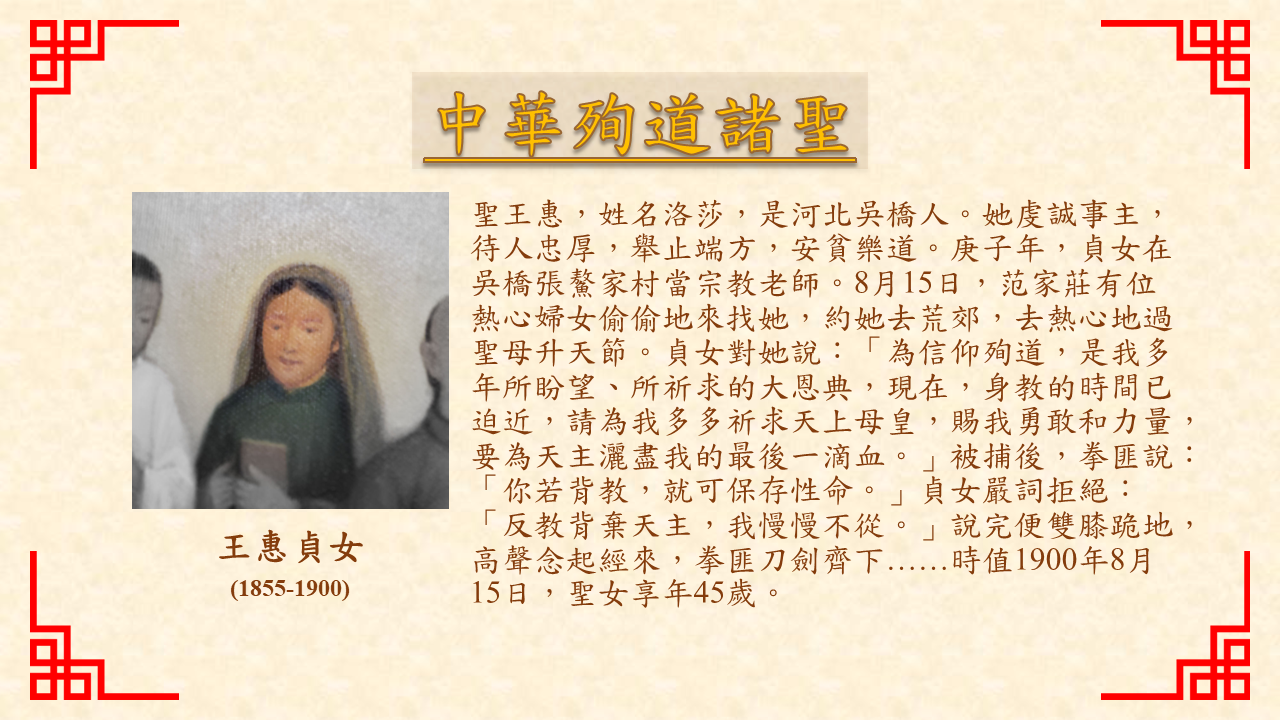 中華殉道諸聖
聖王惠，姓名洛莎，是河北吳橋人。她虔誠事主，
待人忠厚，舉止端方，安貧樂道。庚子年，貞女在
吳橋張鰲家村當宗教老師。8月15日，范家莊有位
熱心婦女偷偷地來找她，約她去荒郊，去熱心地過
聖母升天節。貞女對她說：「為信仰殉道，是我多
年所盼望、所祈求的大恩典，現在，身教的時間已
迫近，請為我多多祈求天上母皇，賜我勇敢和力量，
要為天主灑盡我的最後一滴血。」被捕後，拳匪說：
「你若背教，就可保存性命。」貞女嚴詞拒絕：
「反教背棄天主，我慢慢不從。」說完便雙膝跪地，
高聲念起經來，拳匪刀劍齊下……時值1900年8月
15日，聖女享年45歲。
王惠貞女
(1855-1900)